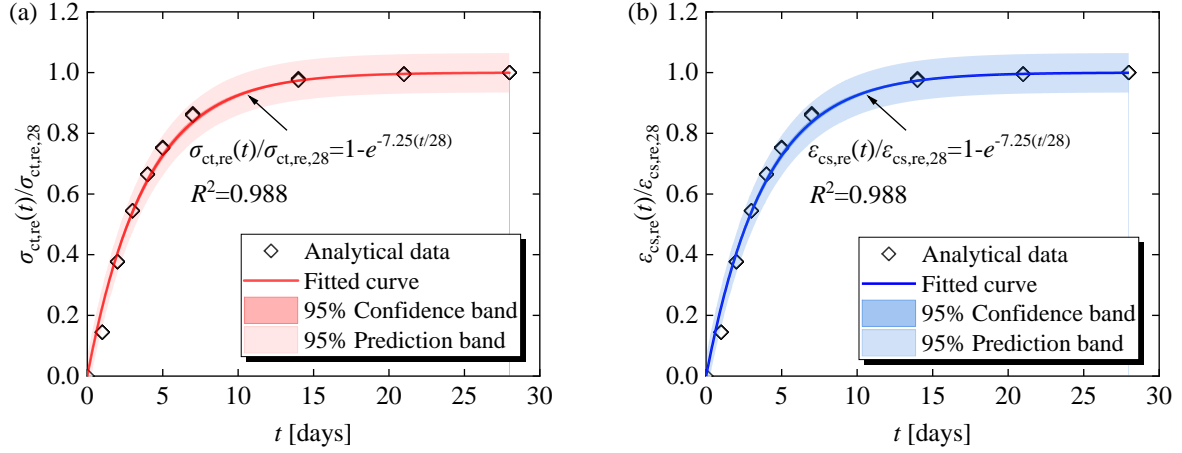 (a)
1.2
1.0
0.8
0.6
0.4
0.2
0.0
σct,re(t)/σct,re,28
σct,re(t)/σct,re,28=1-e^-7.25(t/28)
R²=0.988
Analytical data
Fitted curve
95% Confidence band
95% Prediction band
0 5 10 15 20 25 30
t [days]
(b)
1.2
1.0
0.8
0.6
0.4
0.2
0.0
εcs,re(t)/εcs,re,28
εcs,re(t)/εcs,re,28=1-e^-7.25(t/28)
R²=0.988
Analytical data
Fitted curve
95% Confidence band
95% Prediction band
0 5 10 15 20 25 30
t [days]